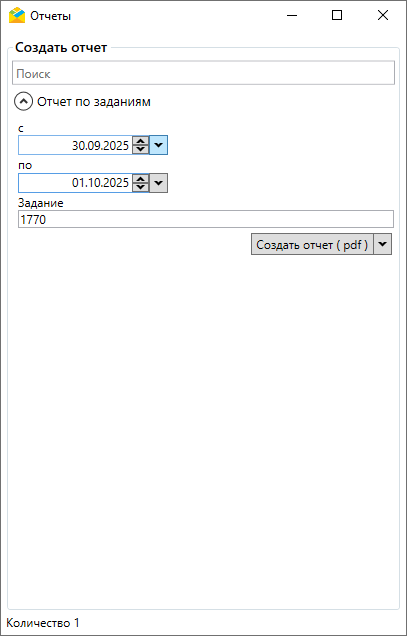 Отчеты
Создать отчет
Поиск
Отчет по заданиям
с
30.09.2025
по
01.10.2025
Задание
1770
Создать отчет ( pdf )
Количество 1